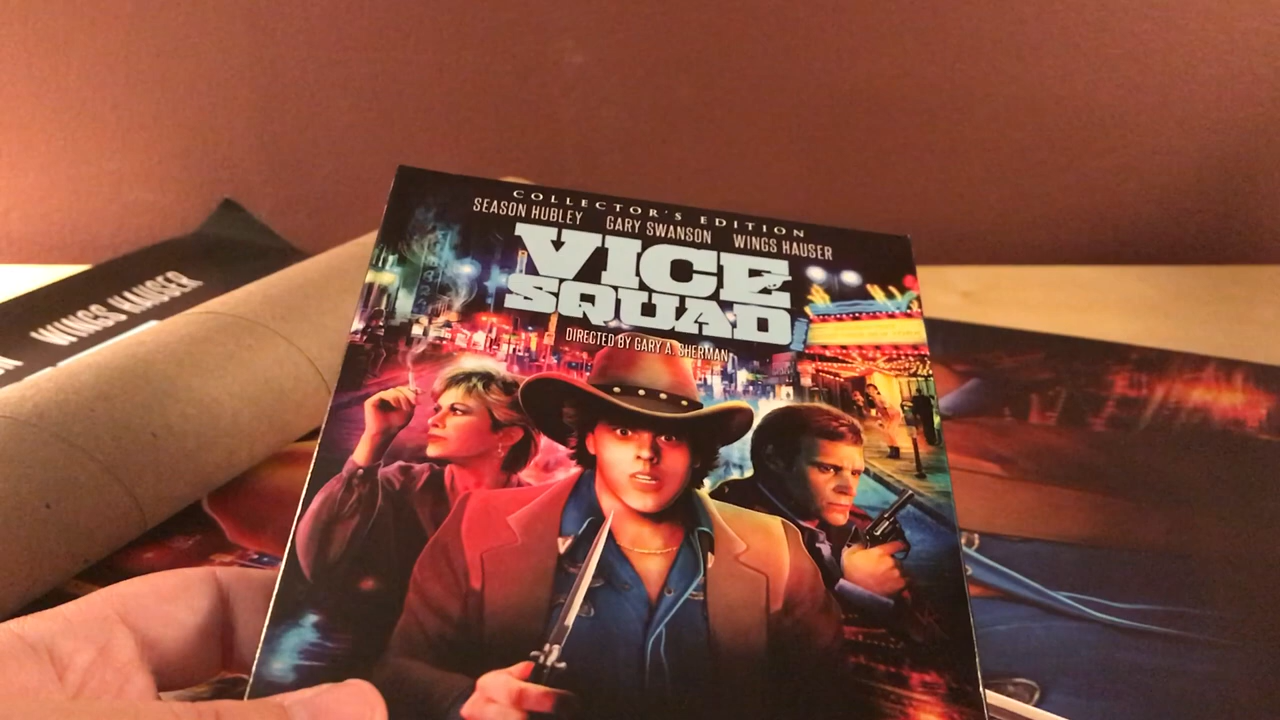 COLLECTOR'S EDITION
SEASON HUBLEY GARY SWANSON WINGS HAUSER
VICE
SQUAD
DIRECTED BY GARY A. SHERMAN
WINGS HAUSER